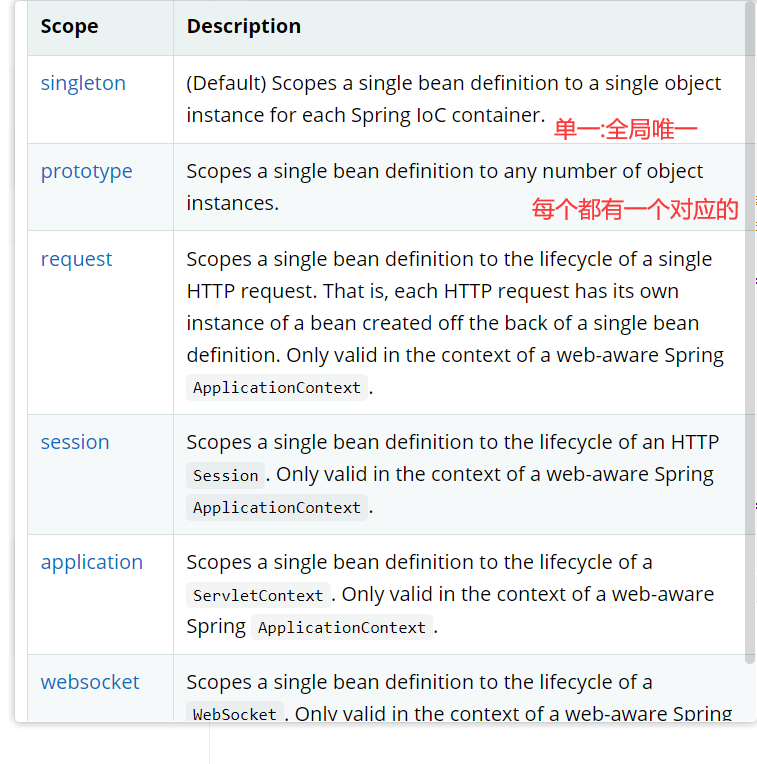 Scope Description
singleton (Default) Scopes a single bean definition to a single object
instance for each Spring IoC container.
单一:全局唯一
prototype Scopes a single bean definition to any number of object
instances.
每个都有一个对应的
request Scopes a single bean definition to the lifecycle of a single
HTTP request. That is, each HTTP request has its own
instance of a bean created off the back of a single bean
definition. Only valid in the context of a web-aware Spring
ApplicationContext.
session Scopes a single bean definition to the lifecycle of an HTTP
Session. Only valid in the context of a web-aware Spring
ApplicationContext.
application Scopes a single bean definition to the lifecycle of a
ServletContext. Only valid in the context of a web-aware
Spring ApplicationContext.
websocket Scopes a single bean definition to the lifecycle of a
WebSocket. Only valid in the context of a web-aware Spring